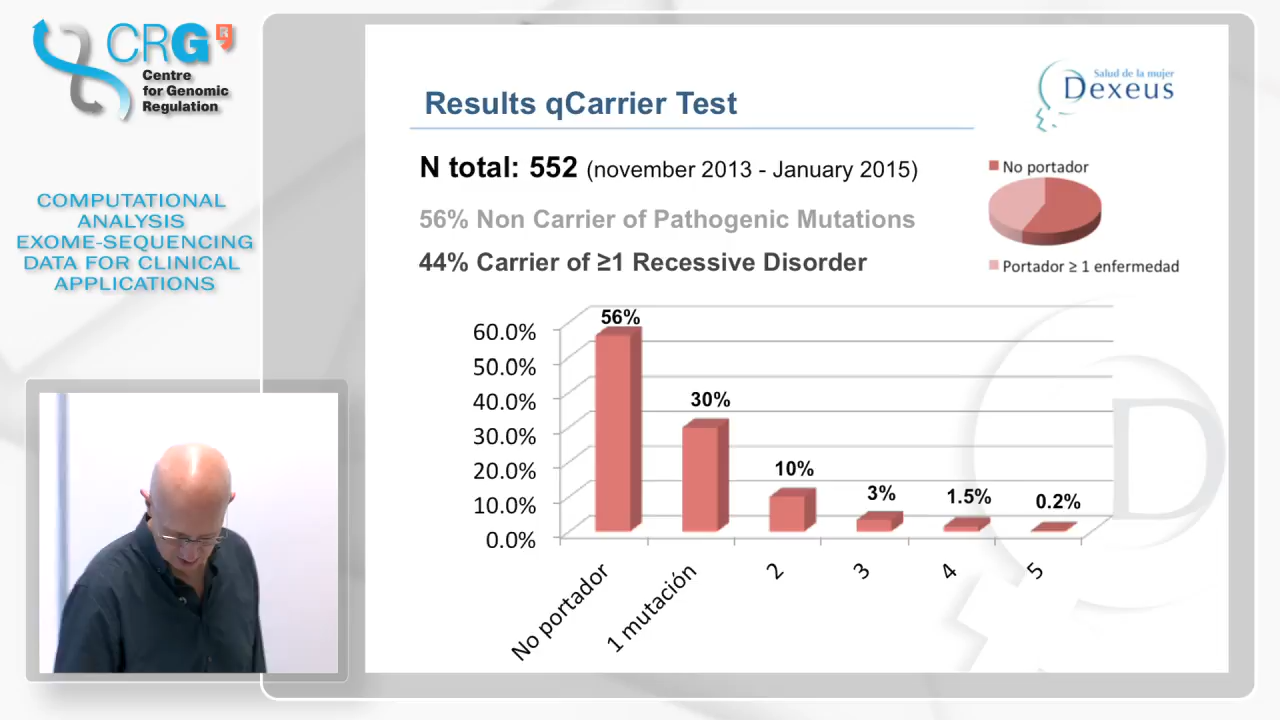 CRG
R
Centre
for Genomic
Regulation
COMPUTATIONAL
ANALYSIS
EXOME-SEQUENCING
DATA FOR CLINICAL
APPLICATIONS
Results qCarrier Test
Salud de la mujer
Dexeus
N total: 552 (november 2013 - January 2015)
56% Non Carrier of Pathogenic Mutations
44% Carrier of ≥1 Recessive Disorder
No portador
Portador ≥ 1 enfermedad
60.0%
50.0%
40.0%
30.0%
20.0%
10.0%
0.0%
56%
30%
10%
3%
1.5%
0.2%
No portador
1 mutación
2
3
4
5
D